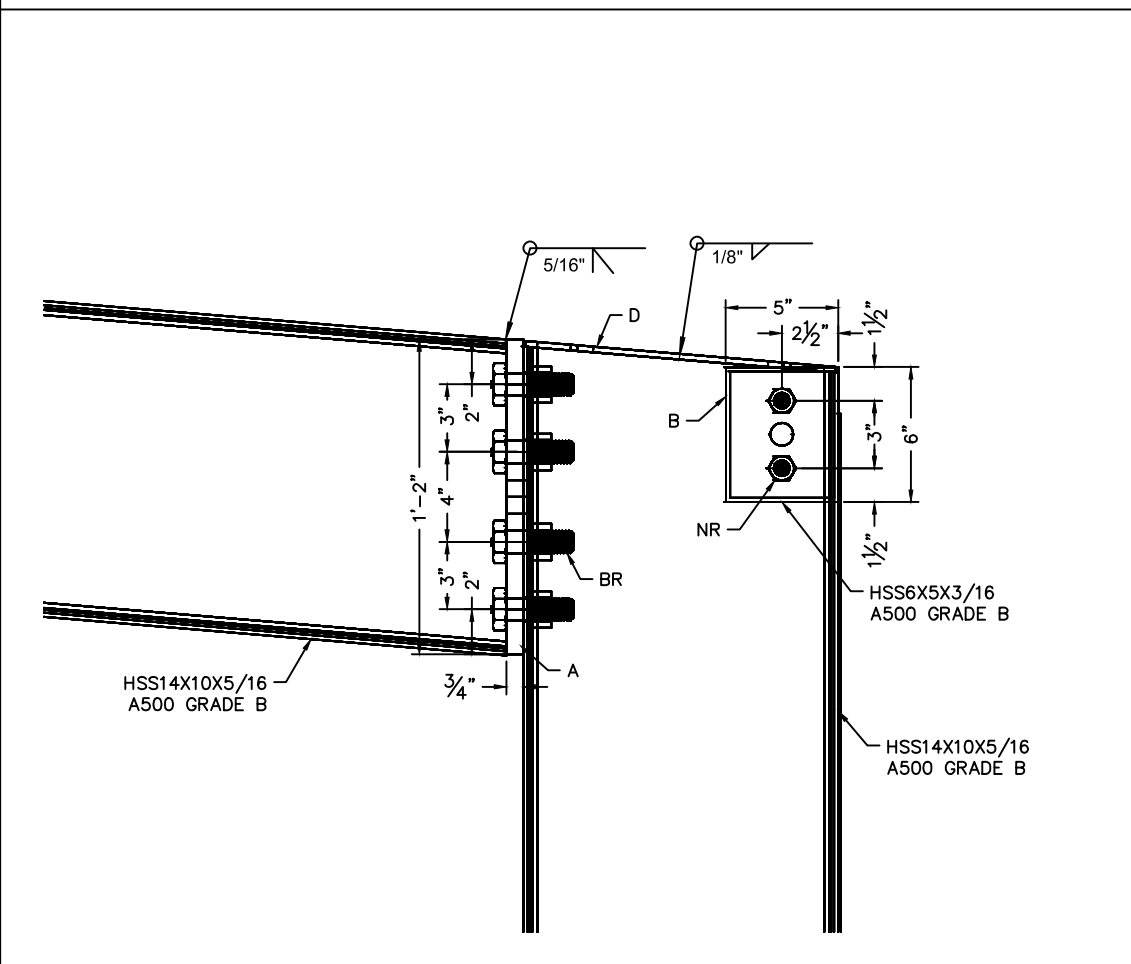 5/16"
1/8"
5"
2½"
1½"
D
B
3"
2"
3"
6"
1'-2"
4"
NR
1½"
BR
3"
2"
HSS6X5X3/16
A500 GRADE B
A
HSS14X10X5/16
A500 GRADE B
¾"
HSS14X10X5/16
A500 GRADE B